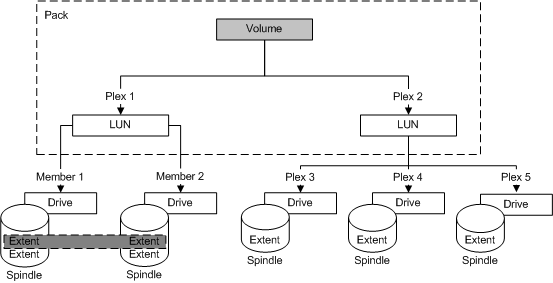 Pack
Volume
Plex 1
Plex 2
LUN
LUN
Member 1
Member 2
Plex 3
Plex 4
Plex 5
Drive
Drive
Drive
Drive
Drive
Extent
Extent
Extent
Extent
Extent
Extent
Extent
Spindle
Spindle
Spindle
Spindle
Spindle